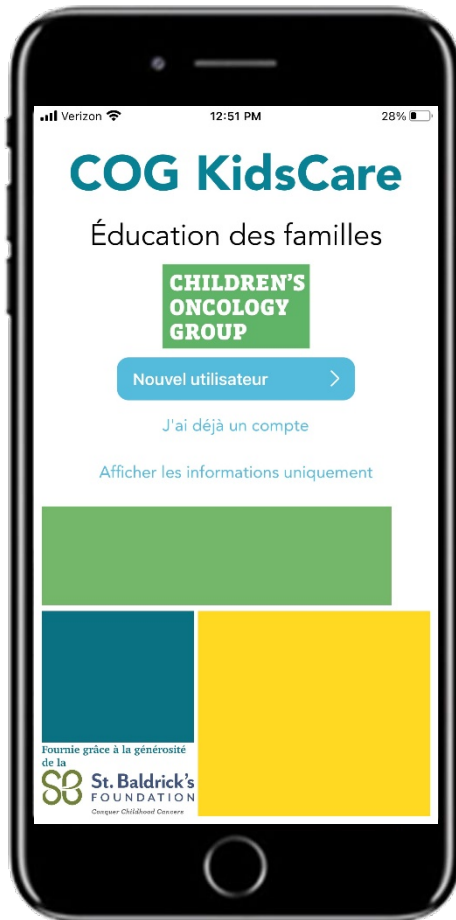 Verizon 12:51 PM 28%
COG KidsCare
Éducation des familles
CHILDREN'S
ONCOLOGY
GROUP
Nouvel utilisateur
J'ai déjà un compte
Afficher les informations uniquement
Fournie grâce à la générosité
de la
SB St. Baldrick's
FOUNDATION
Conquer Childhood Cancers